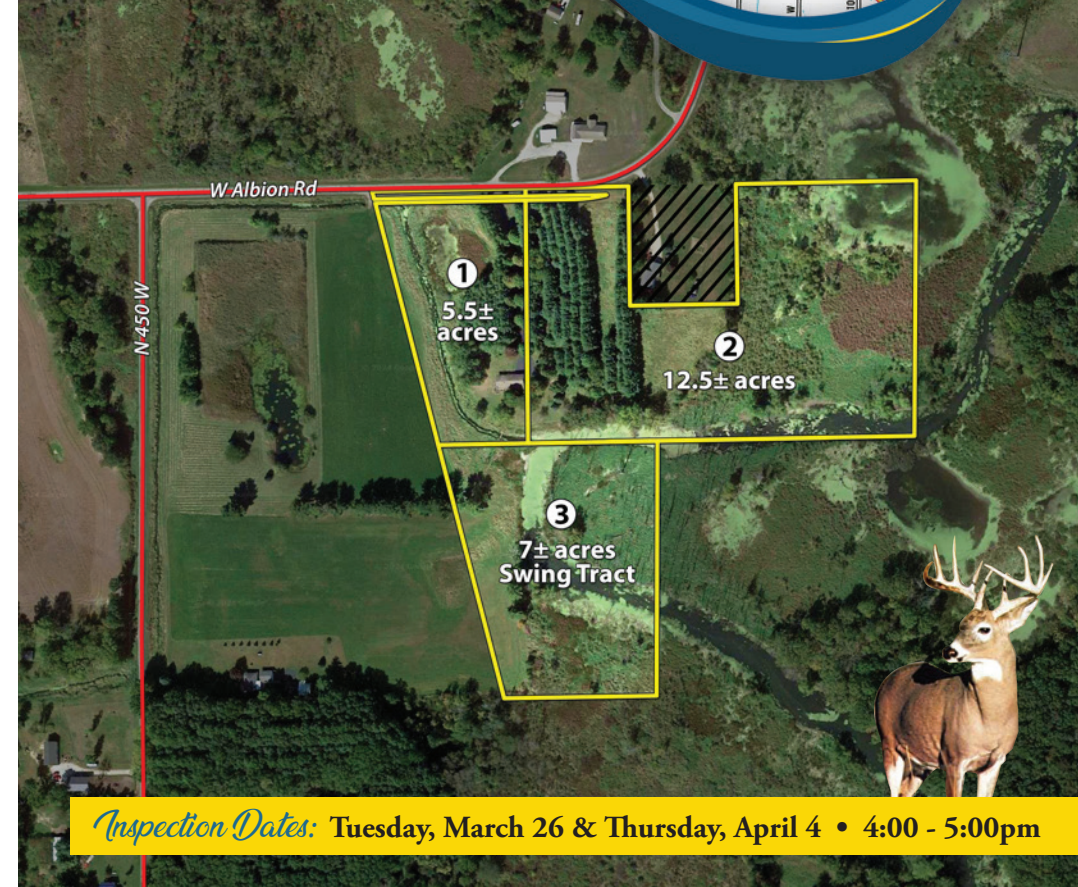 W
10
W Albion Rd
N 450 W
1
5.5±
acres
2
12.5± acres
3
7± acres
Swing Tract
Inspection Dates: Tuesday, March 26 & Thursday, April 4 • 4:00 - 5:00pm